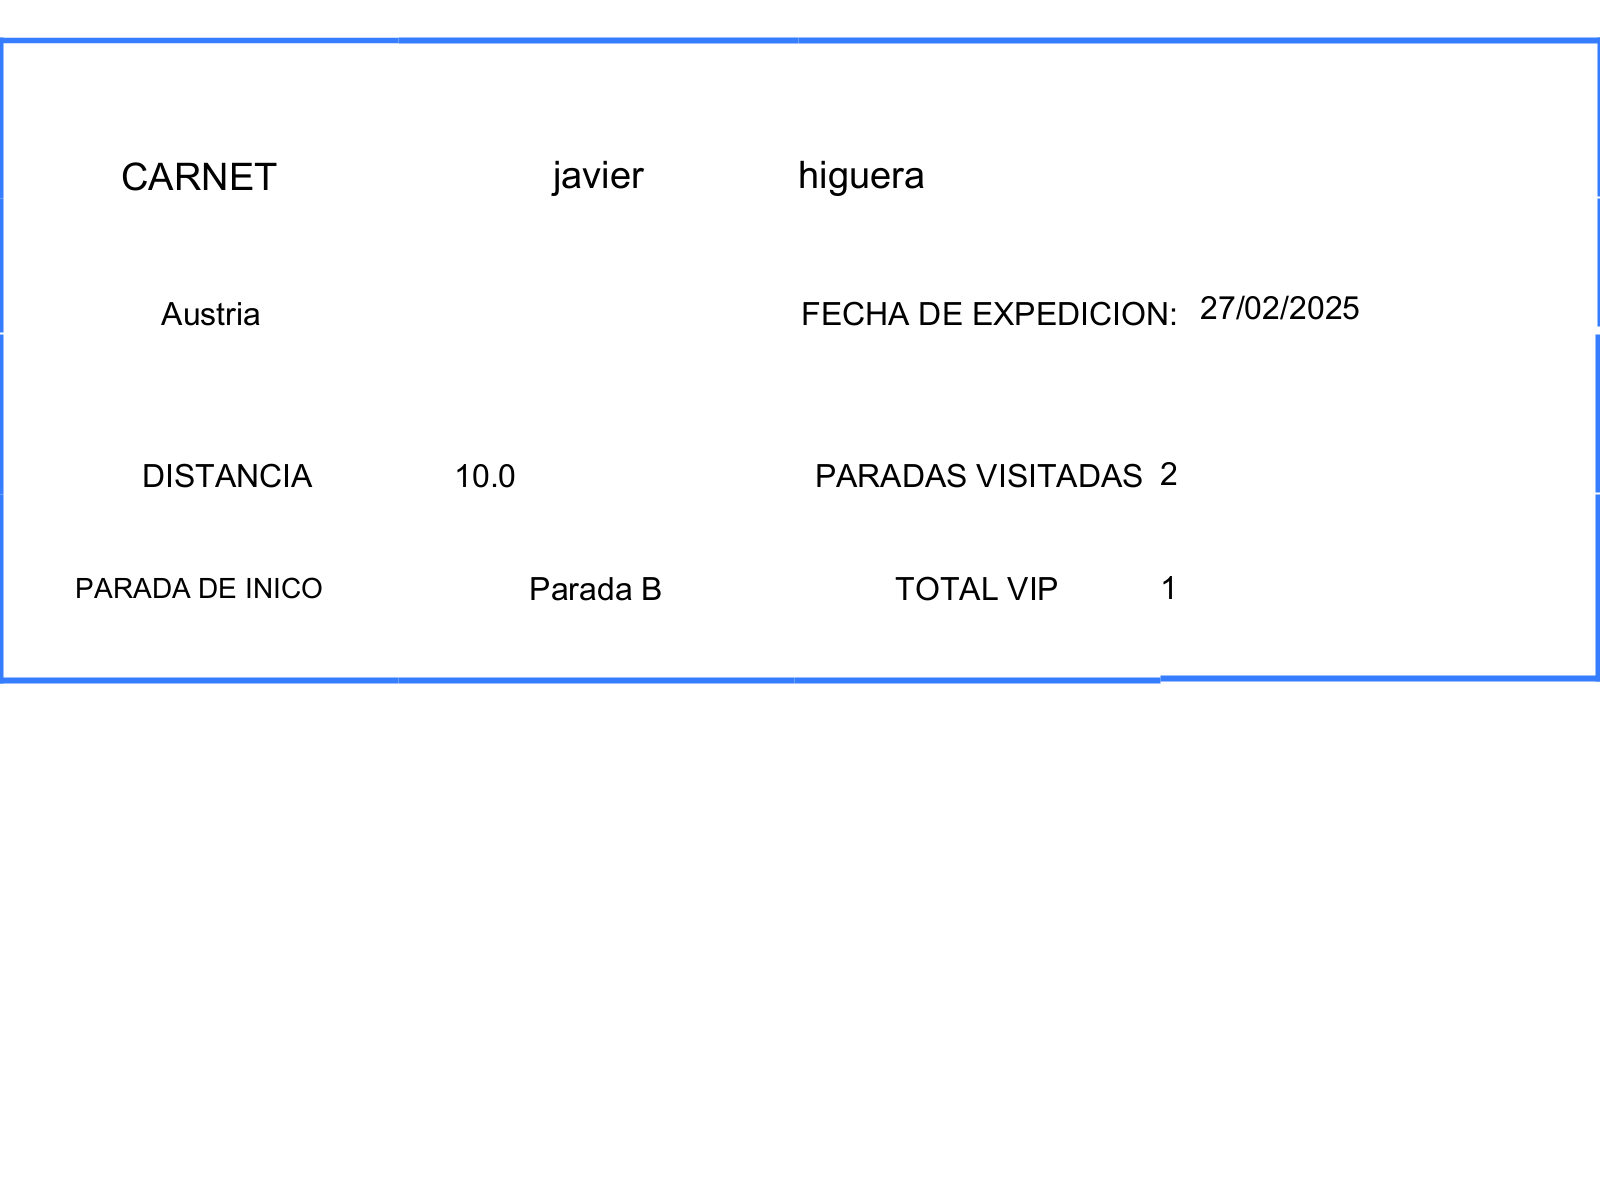 CARNET javier higuera
Austria FECHA DE EXPEDICION: 27/02/2025
DISTANCIA 10.0 PARADAS VISITADAS 2
PARADA DE INICO Parada B TOTAL VIP 1